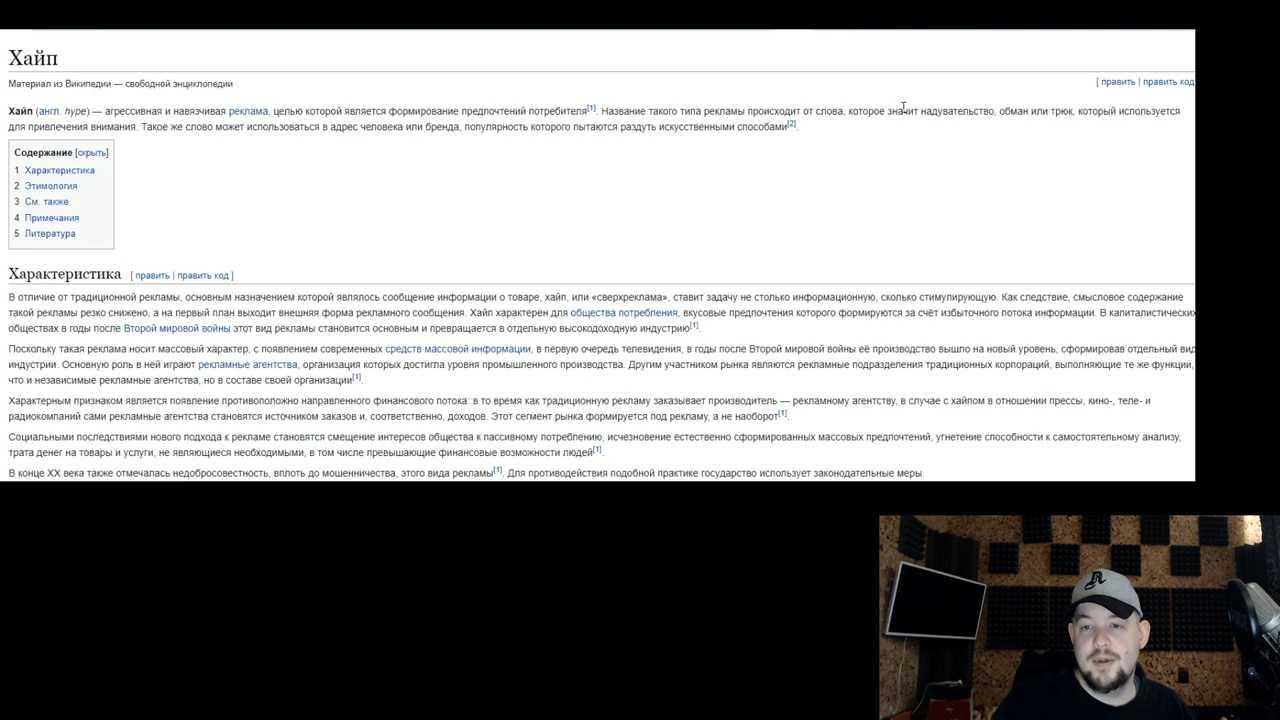 Хайп
Материал из Википедии — свободной энциклопедии
[ править | править код
Хайп (англ. hype) — агрессивная и навязчивая реклама, целью которой является формирование предпочтений потребителя[1]. Название такого типа рекламы происходит от слова, которое значит надувательство, обман или трюк, который используется
для привлечения внимания. Такое же слово может использоваться в адрес человека или бренда, популярность которого пытаются раздуть искусственными способами[2].
Содержание [скрыть]
1 Характеристика
2 Этимология
3 См. также
4 Примечания
5 Литература
Характеристика [ править | править код ]
В отличие от традиционной рекламы, основным назначением которой являлось сообщение информации о товаре, хайп, или «сверхреклама», ставит задачу не столько информационную, сколько стимулирующую. Как следствие, смысловое содержание
такой рекламы резко снижено, а на первый план выходит внешняя форма рекламного сообщения. Хайп характерен для общества потребления, вкусовые предпочтения которого формируются за счёт избыточного потока информации. В капиталистических
обществах в годы после Второй мировой войны этот вид рекламы становится основным и превращается в отдельную высокодоходную индустрию[1].
Поскольку такая реклама носит массовый характер, с появлением современных средств массовой информации, в первую очередь телевидения, в годы после Второй мировой войны её производство вышло на новый уровень, сформировав отдельный вид
индустрии. Основную роль в ней играют рекламные агентства, организация которых достигла уровня промышленного производства. Другим участником рынка являются рекламные подразделения традиционных корпораций, выполняющие те же функции,
что и независимые рекламные агентства, но в составе своей организации[1].
Характерным признаком является появление противоположно направленного финансового потока: в то время как традиционную рекламу заказывает производитель — рекламному агентству, в случае с хайпом в отношении прессы, кино-, теле- и
радиокомпаний сами рекламные агентства становятся источником заказов и, соответственно, доходов. Этот сегмент рынка формируется под рекламу, а не наоборот[1].
Социальными последствиями нового подхода к рекламе становятся смещение интересов общества к пассивному потреблению, исчезновение естественно сформированных массовых предпочтений, угнетение способности к самостоятельному анализу,
трата денег на товары и услуги, не являющиеся необходимыми, в том числе превышающие финансовые возможности людей[1].
В конце XX века также отмечалась недобросовестность, вплоть до мошенничества, этого вида рекламы[1]. Для противодействия подобной практике государство использует законодательные меры.